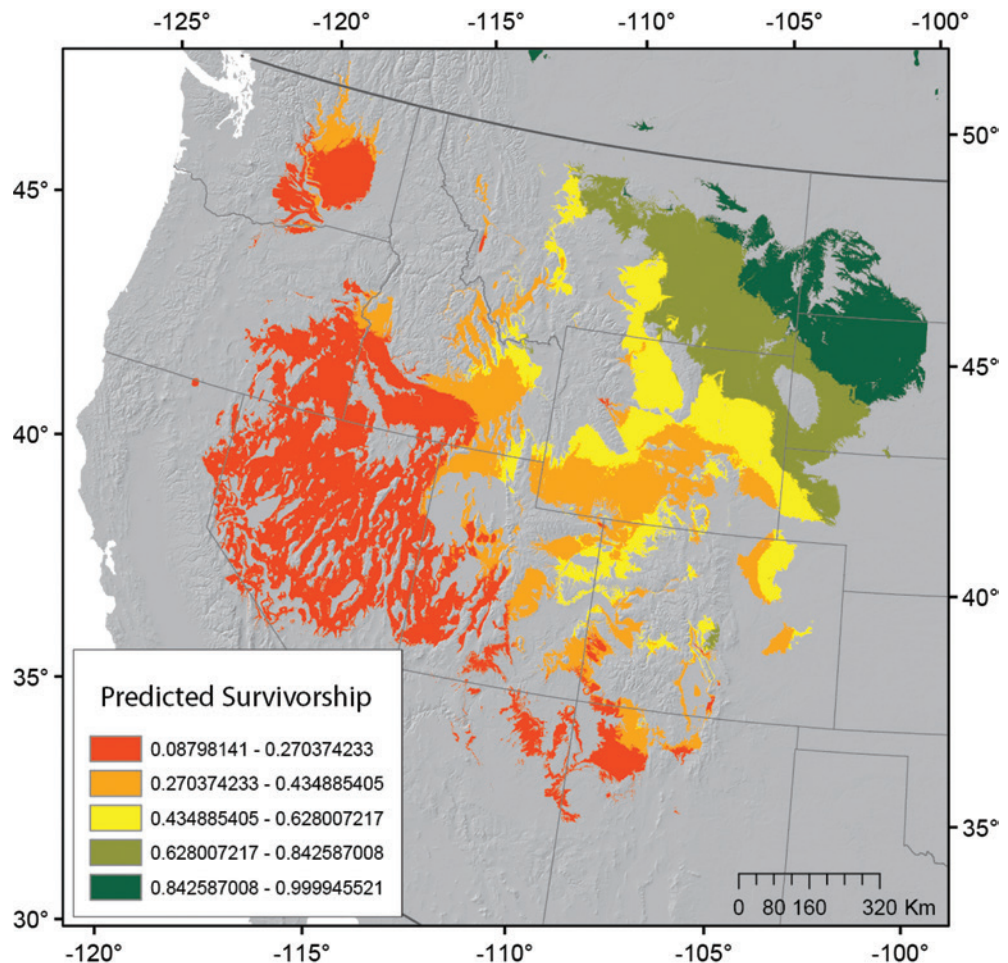 -125° -120° -115° -110° -105° -100°
50°
45°
45°
40°
40°
35°
35°
30°
Predicted Survivorship
0.08798141 - 0.270374233
0.270374233 - 0.434885405
0.434885405 - 0.628007217
0.628007217 - 0.842587008
0.842587008 - 0.999945521
0 80 160 320 Km
-120° -115° -110° -105° -100°